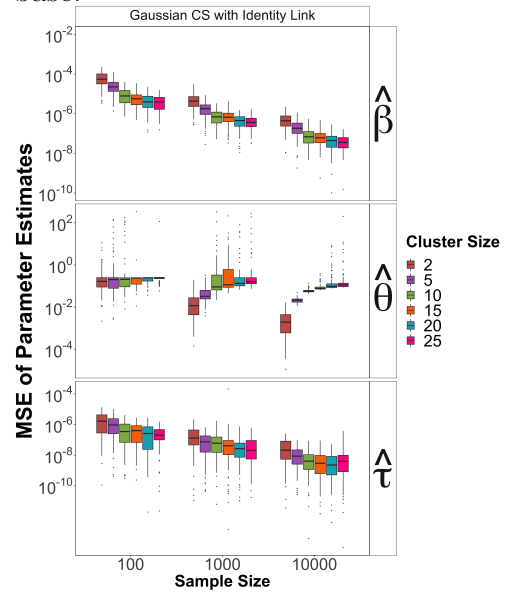 Gaussian CS with Identity Link
MSE of Parameter Estimates
10^-2
10^-4
10^-6
10^-8
10^-10
β̂
10^2
10^0
10^-2
10^-4
θ̂
10^-4
10^-6
10^-8
10^-10
τ̂
100 1000 10000
Sample Size
Cluster Size
2
5
10
15
20
25